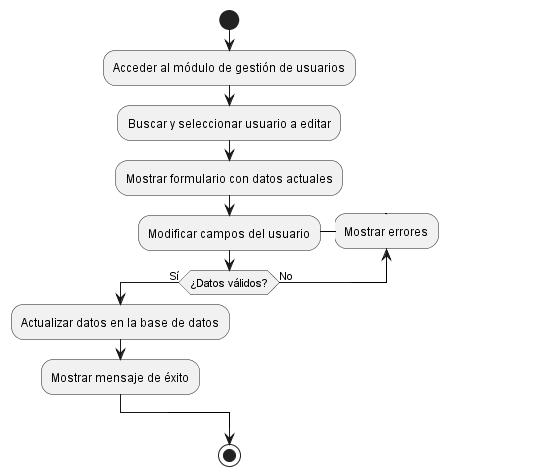 Acceder al módulo de gestión de usuarios
Buscar y seleccionar usuario a editar
Mostrar formulario con datos actuales
Modificar campos del usuario
Mostrar errores
Sí
¿Datos válidos?
No
Actualizar datos en la base de datos
Mostrar mensaje de éxito